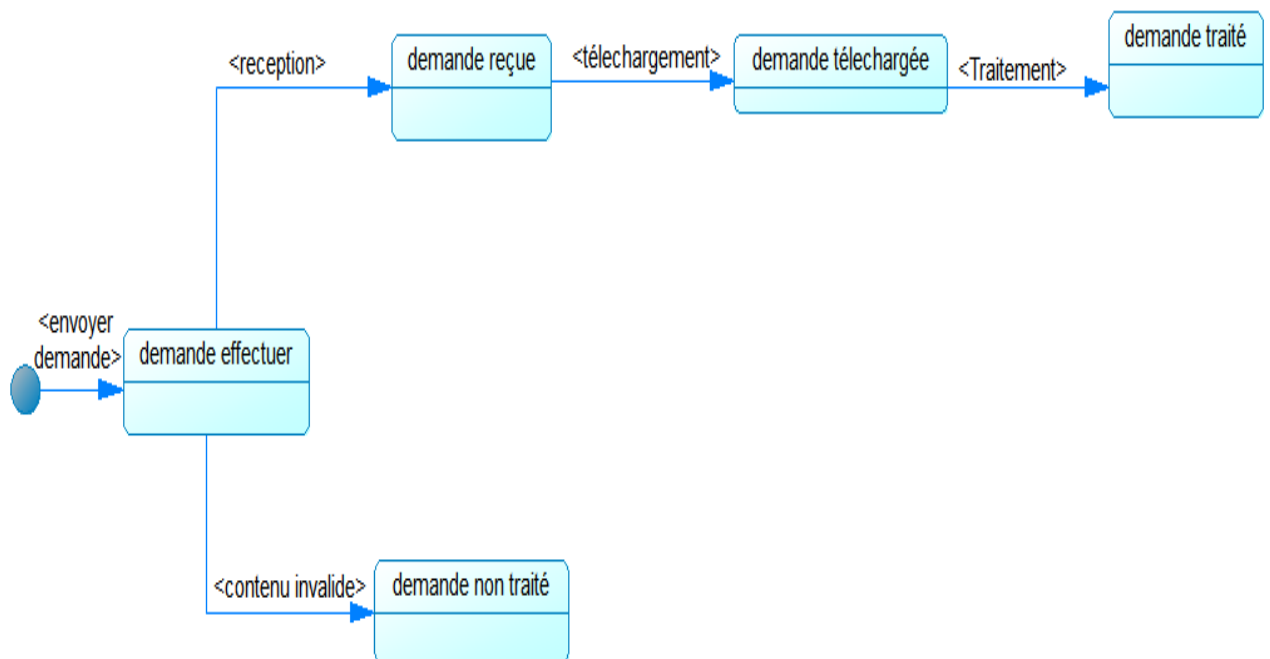 demande traité
<reception>
demande reçue
<télechargement>
demande télechargée
<Traitement>
<envoyer
demande>
demande effectuer
<contenu invalide>
demande non traité